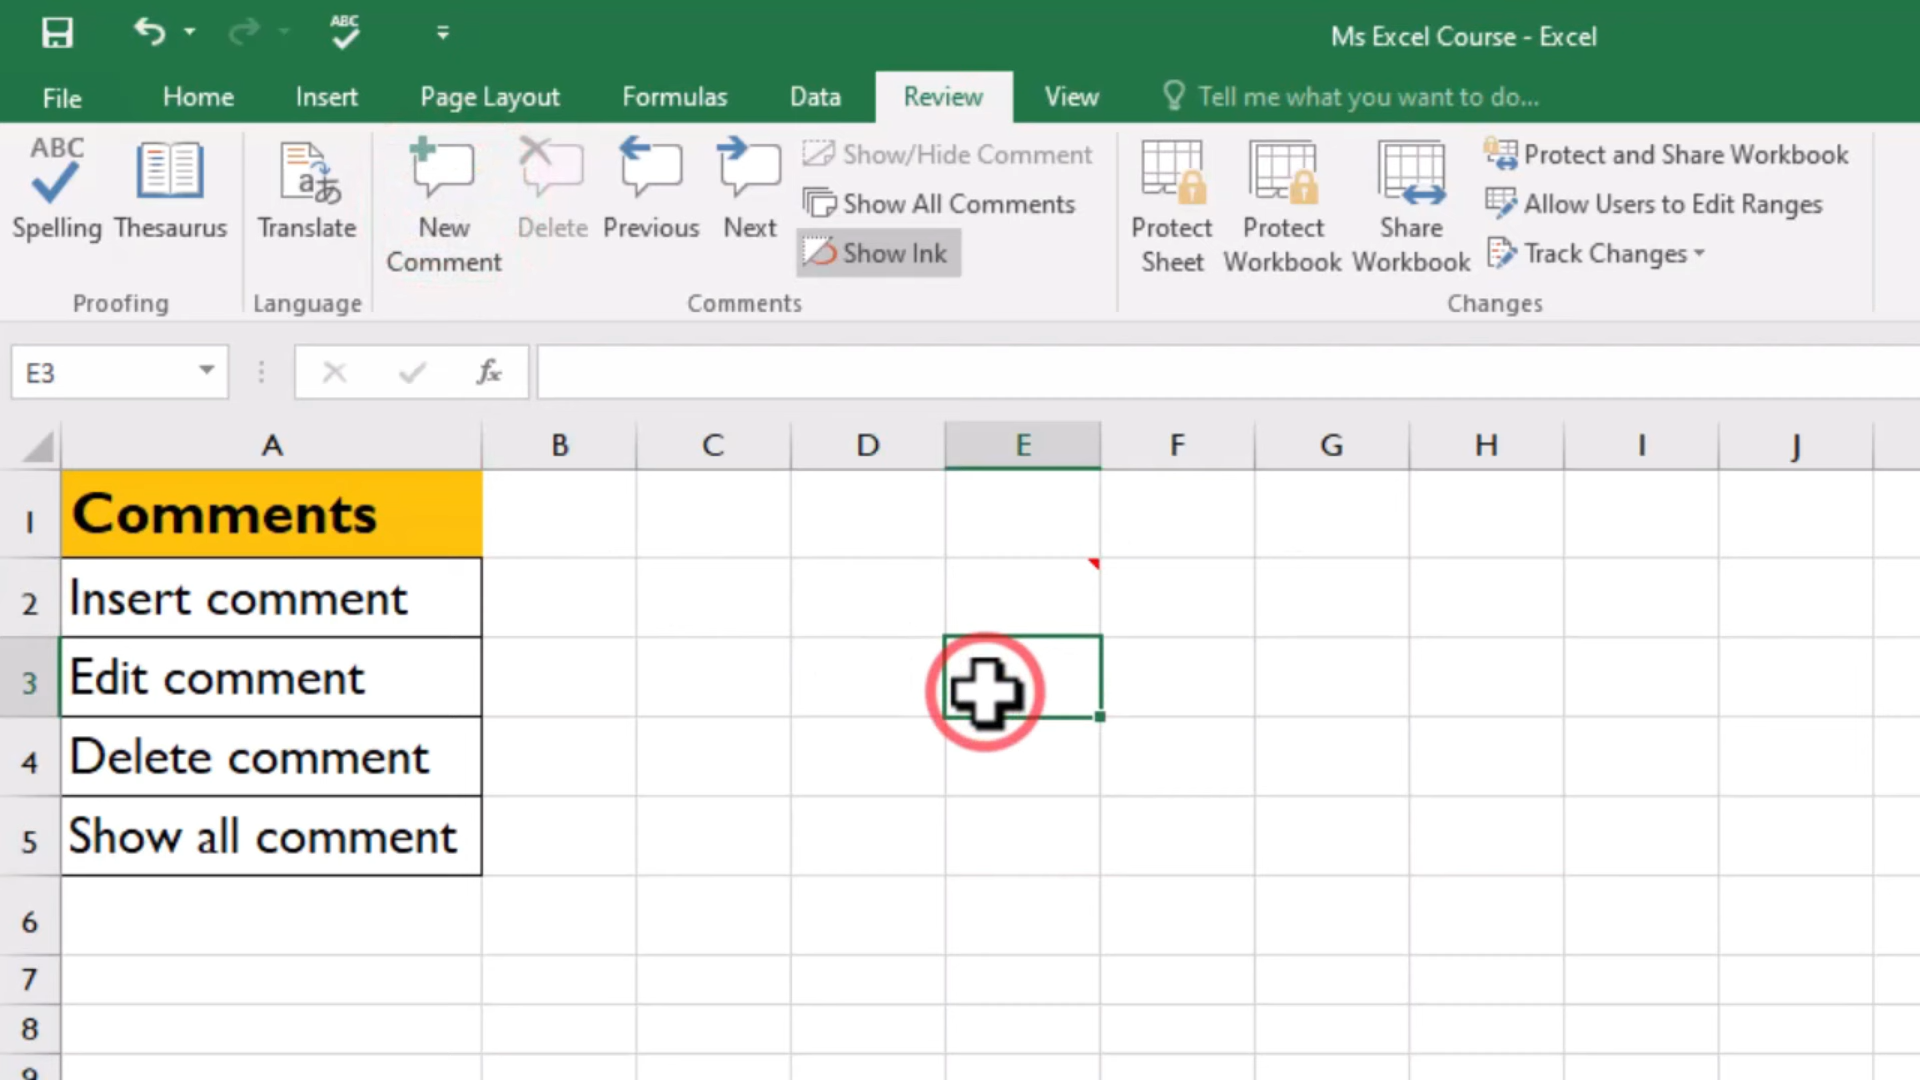 ABC
Ms Excel Course - Excel
File Home Insert Page Layout Formulas Data Review View Tell me what you want to do...
ABC
Spelling
Thesaurus
Translate
New
Comment
Delete
Previous
Next
Show/Hide Comment
Show All Comments
Show Ink
Protect
Sheet
Protect
Workbook
Share
Workbook
Protect and Share Workbook
Allow Users to Edit Ranges
Track Changes
Proofing Language Comments Changes
E3 fx
A B C D E F G H I J
1 Comments
2 Insert comment
3 Edit comment
4 Delete comment
5 Show all comment
6
7
8
9